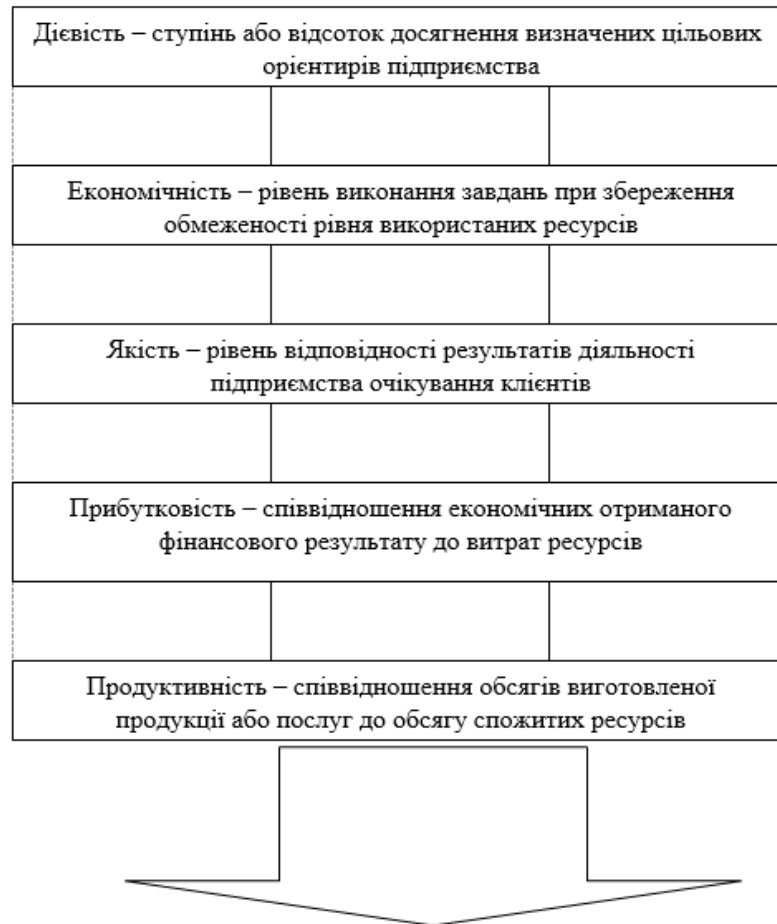 Дієвість – ступінь або відсоток досягнення визначених цільових
орієнтирів підприємства
Економічність – рівень виконання завдань при збереження
обмеженості рівня використаних ресурсів
Якість – рівень відповідності результатів діяльності
підприємства очікування клієнтів
Прибутковість – співвідношення економічних отриманого
фінансового результату до витрат ресурсів
Продуктивність – співвідношення обсягів виготовленої
продукції або послуг до обсягу спожитих ресурсів